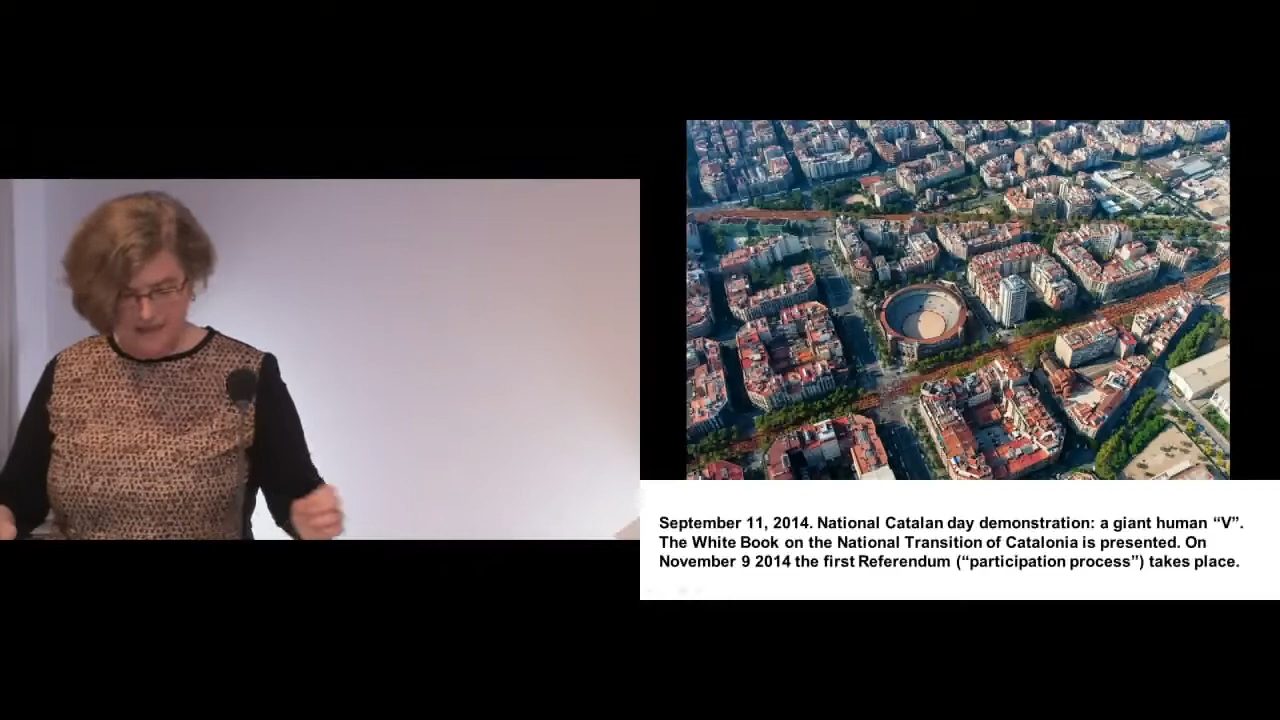 September 11, 2014. National Catalan day demonstration: a giant human “V”.
The White Book on the National Transition of Catalonia is presented. On
November 9 2014 the first Referendum (“participation process”) takes place.